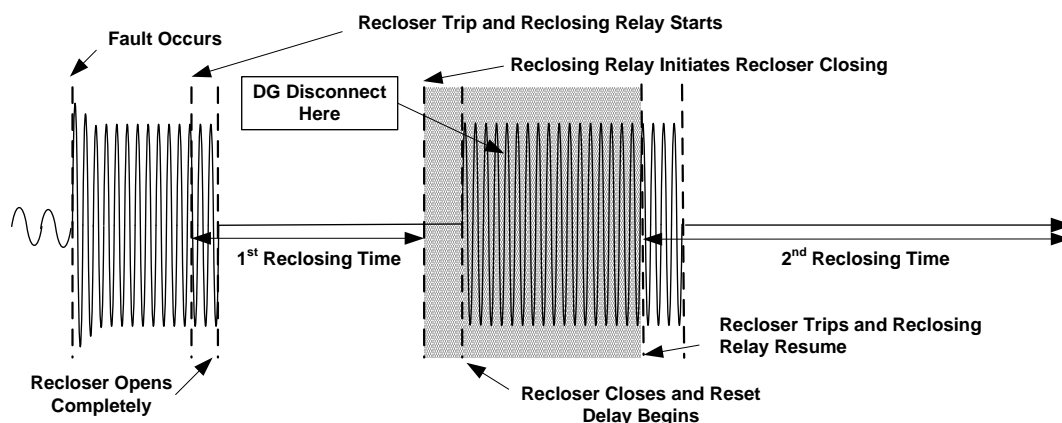 Recloser Trip and Reclosing Relay Starts
Fault Occurs
Reclosing Relay Initiates Recloser Closing
DG Disconnect
Here
1st Reclosing Time
2nd Reclosing Time
Recloser Trips and Reclosing
Relay Resume
Recloser Opens
Completely
Recloser Closes and Reset
Delay Begins